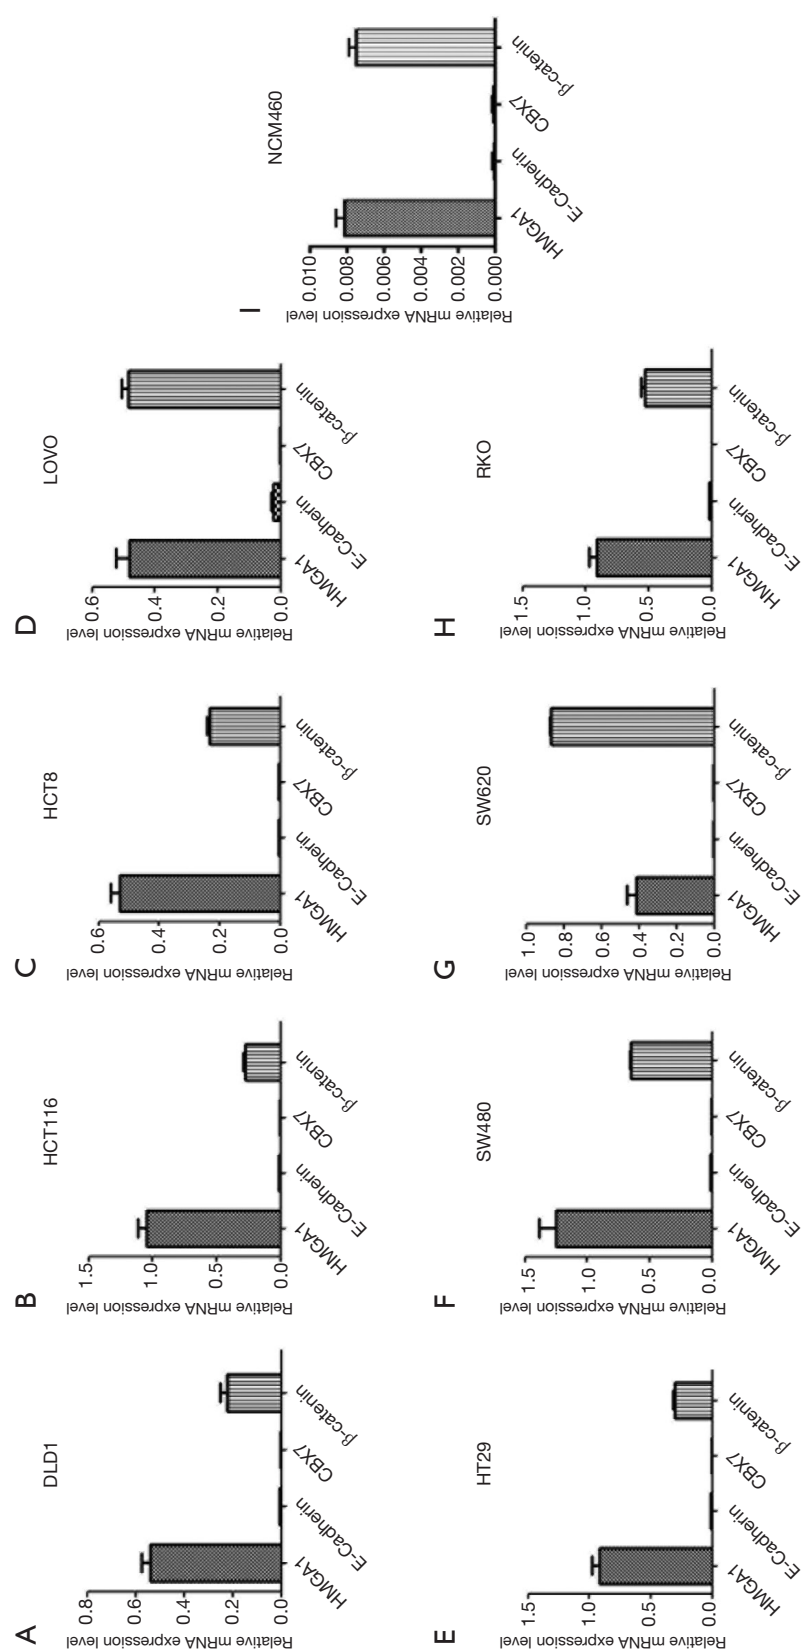 A
DLD1
Relative mRNA expression level
0.8
0.6
0.4
0.2
0.0
HMGA1
E-Cadherin
CBX7
β-catenin
B
HCT116
Relative mRNA expression level
1.5
1.0
0.5
0.0
HMGA1
E-Cadherin
CBX7
β-catenin
C
HCT8
Relative mRNA expression level
0.6
0.4
0.2
0.0
HMGA1
E-Cadherin
CBX7
β-catenin
D
LOVO
Relative mRNA expression level
0.6
0.4
0.2
0.0
HMGA1
E-Cadherin
CBX7
β-catenin
E
HT29
Relative mRNA expression level
1.5
1.0
0.5
0.0
HMGA1
E-Cadherin
CBX7
β-catenin
F
SW480
Relative mRNA expression level
1.5
1.0
0.5
0.0
HMGA1
E-Cadherin
CBX7
β-catenin
G
SW620
Relative mRNA expression level
1.0
0.8
0.6
0.4
0.2
0.0
HMGA1
E-Cadherin
CBX7
β-catenin
H
RKO
Relative mRNA expression level
1.5
1.0
0.5
0.0
HMGA1
E-Cadherin
CBX7
β-catenin
I
NCM460
Relative mRNA expression level
0.010
0.008
0.006
0.004
0.002
0.000
HMGA1
E-Cadherin
CBX7
β-catenin